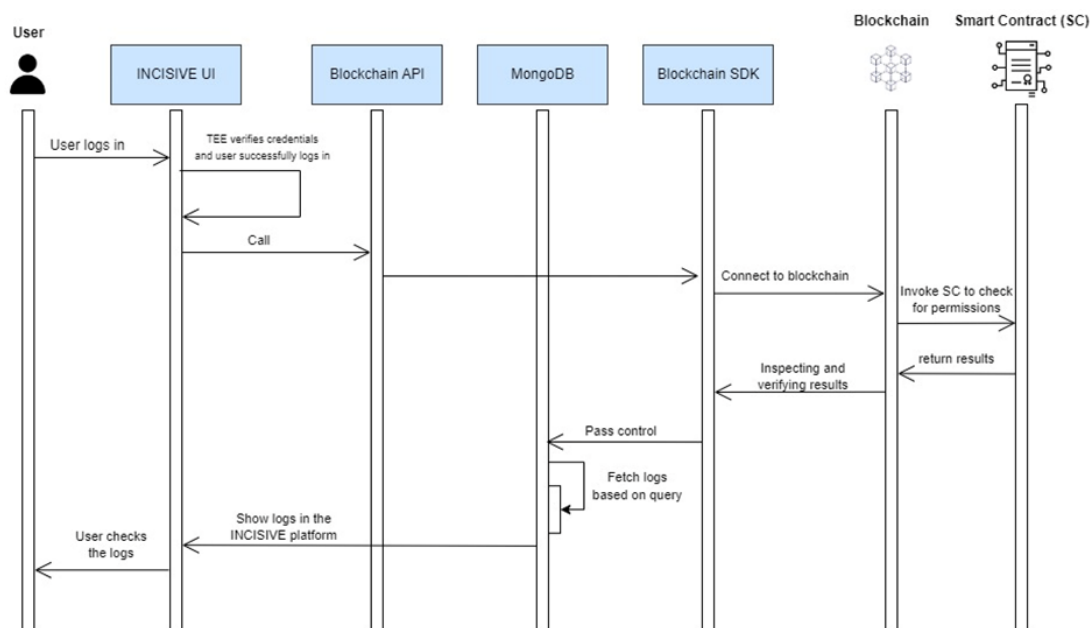 User
Blockchain
Smart Contract (SC)
INCISIVE UI
Blockchain API
MongoDB
Blockchain SDK
User logs in
TEE verifies credentials
and user successfully logs in
Call
Connect to blockchain
Invoke SC to check
for permissions
return results
Inspecting and
verifying results
Pass control
Fetch logs
based on query
Show logs in the
INCISIVE platform
User checks
the logs